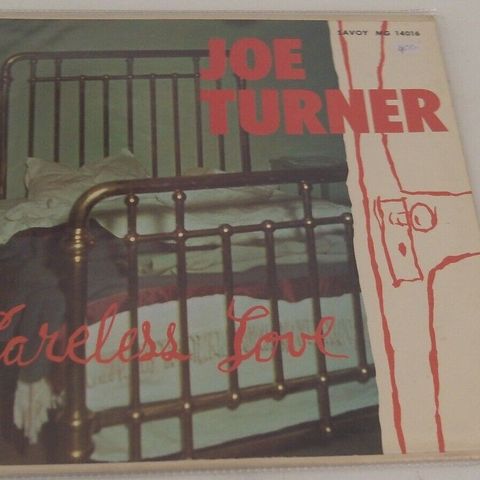 SAVOY MG 14016
JOE
TURNER
Careless Love